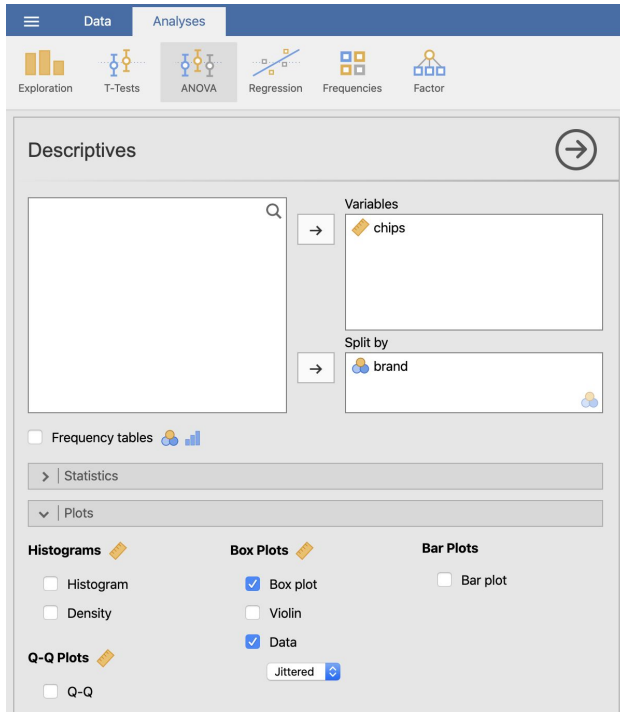 Data Analyses
Exploration T-Tests ANOVA Regression Frequencies Factor
Descriptives
Variables
chips
Split by
brand
Frequency tables
Statistics
Plots
Histograms Box Plots Bar Plots
Histogram Box plot Bar plot
Density Violin
Data
Q-Q Plots
Jittered
Q-Q